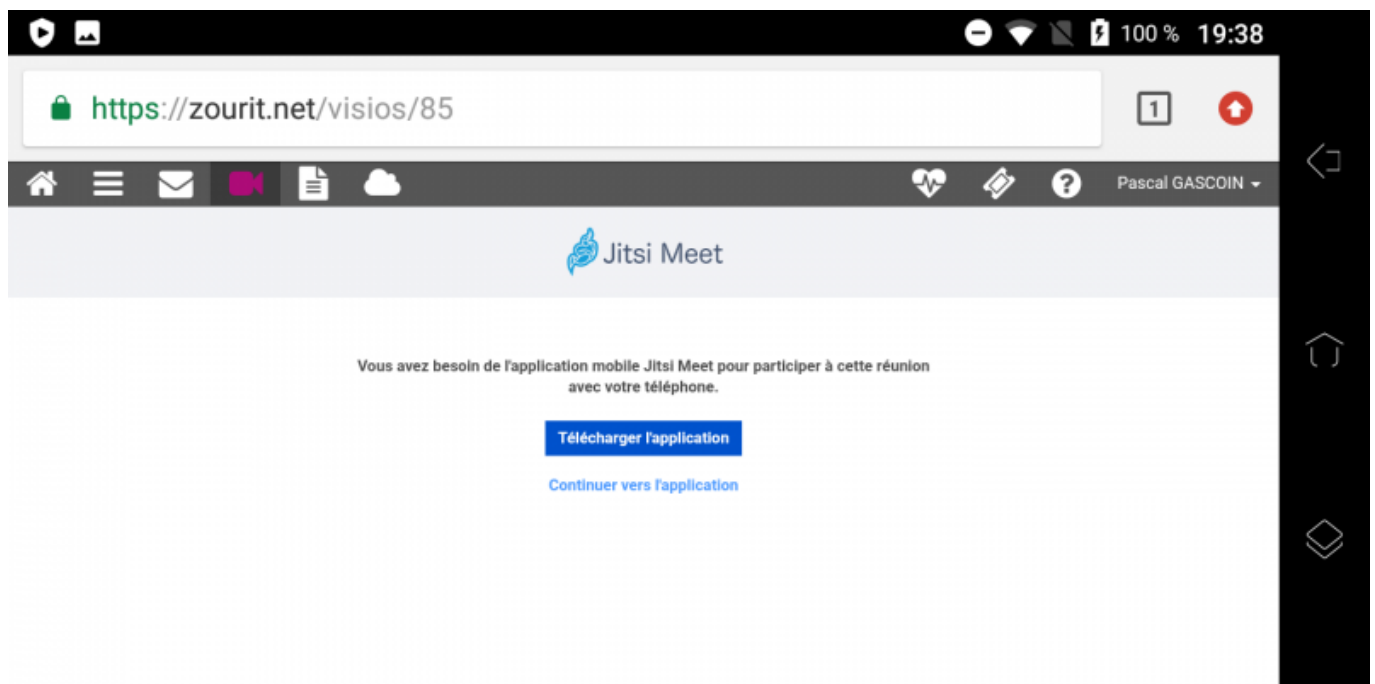 100 % 19:38
https://zourit.net/visios/85
1
Pascal GASCOIN
Jitsi Meet
Vous avez besoin de l'application mobile Jitsi Meet pour participer à cette réunion
avec votre téléphone.
Télécharger l'application
Continuer vers l'application